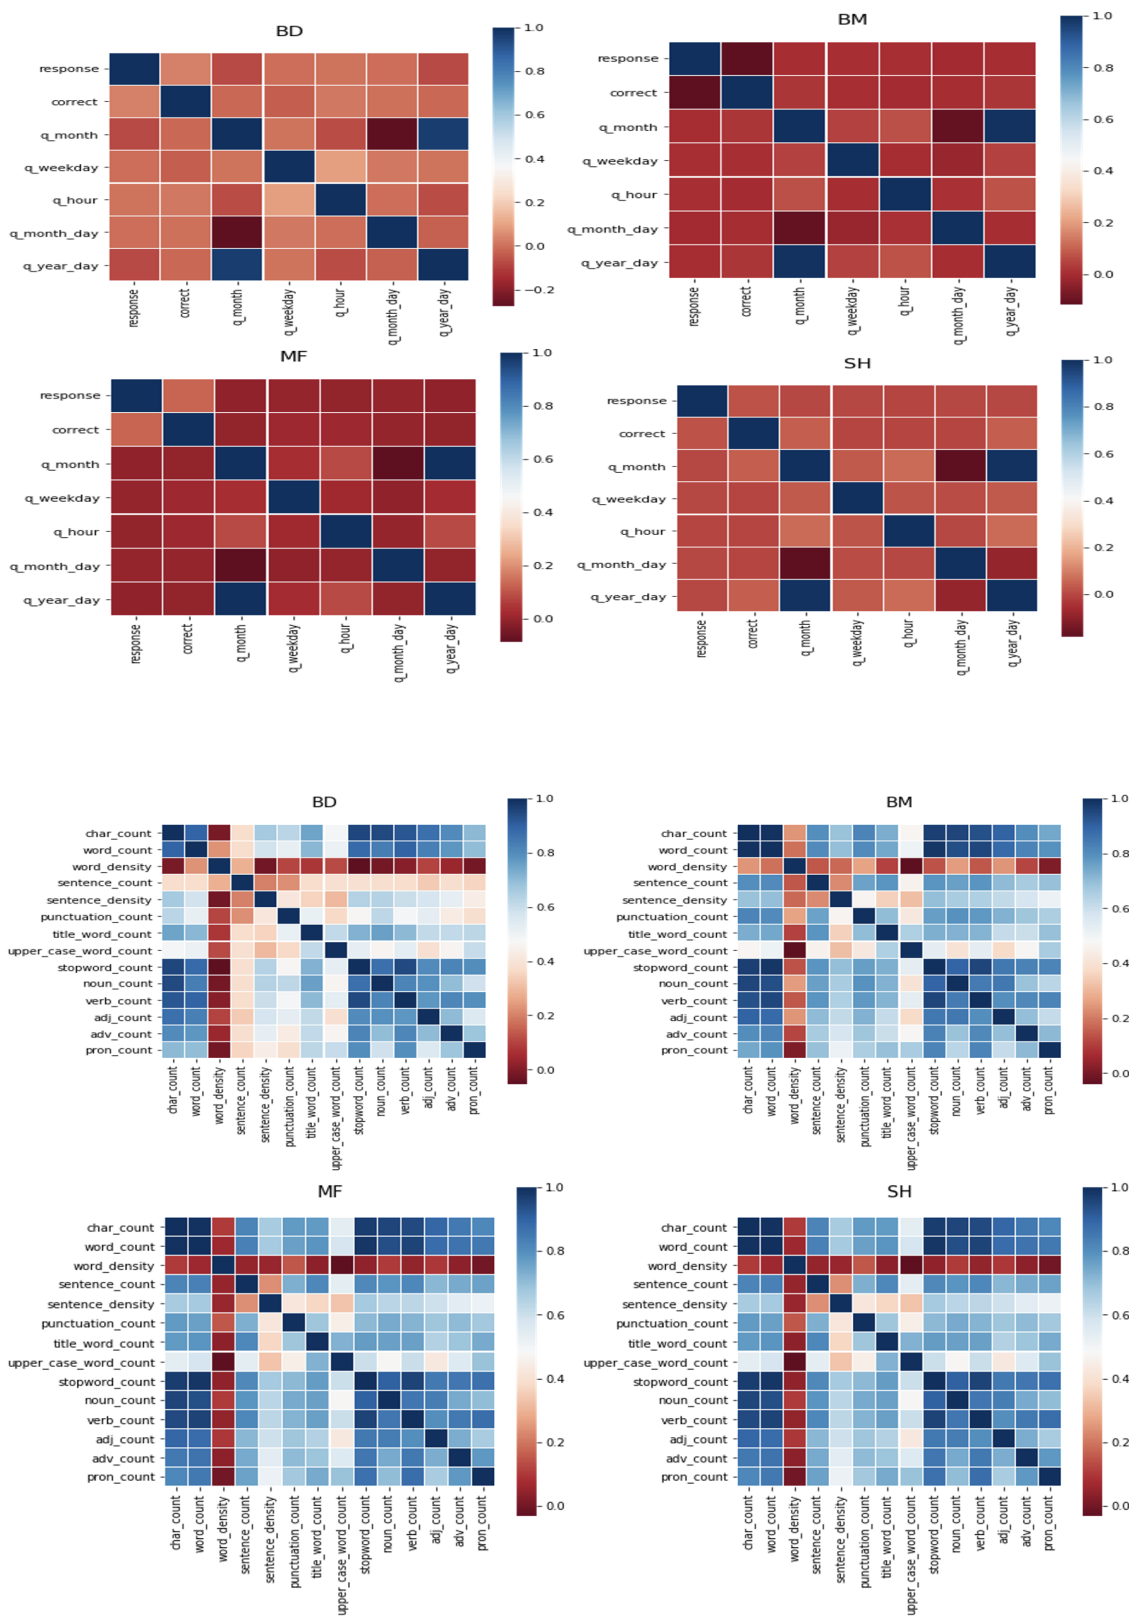 BD
response
correct
q_month
q_weekday
q_hour
q_month_day
q_year_day
response
correct
q_month
q_weekday
q_hour
q_month_day
q_year_day
1.0
0.8
0.6
0.4
0.2
0.0
−0.2
BM
response
correct
q_month
q_weekday
q_hour
q_month_day
q_year_day
response
correct
q_month
q_weekday
q_hour
q_month_day
q_year_day
1.0
0.8
0.6
0.4
0.2
0.0
MF
response
correct
q_month
q_weekday
q_hour
q_month_day
q_year_day
response
correct
q_month
q_weekday
q_hour
q_month_day
q_year_day
1.0
0.8
0.6
0.4
0.2
0.0
SH
response
correct
q_month
q_weekday
q_hour
q_month_day
q_year_day
response
correct
q_month
q_weekday
q_hour
q_month_day
q_year_day
1.0
0.8
0.6
0.4
0.2
0.0
BD
char_count
word_count
word_density
sentence_count
sentence_density
punctuation_count
title_word_count
upper_case_word_count
stopword_count
noun_count
verb_count
adj_count
adv_count
pron_count
char_count
word_count
word_density
sentence_count
sentence_density
punctuation_count
title_word_count
upper_case_word_count
stopword_count
noun_count
verb_count
adj_count
adv_count
pron_count
1.0
0.8
0.6
0.4
0.2
0.0
BM
char_count
word_count
word_density
sentence_count
sentence_density
punctuation_count
title_word_count
upper_case_word_count
stopword_count
noun_count
verb_count
adj_count
adv_count
pron_count
char_count
word_count
word_density
sentence_count
sentence_density
punctuation_count
title_word_count
upper_case_word_count
stopword_count
noun_count
verb_count
adj_count
adv_count
pron_count
1.0
0.8
0.6
0.4
0.2
0.0
MF
char_count
word_count
word_density
sentence_count
sentence_density
punctuation_count
title_word_count
upper_case_word_count
stopword_count
noun_count
verb_count
adj_count
adv_count
pron_count
char_count
word_count
word_density
sentence_count
sentence_density
punctuation_count
title_word_count
upper_case_word_count
stopword_count
noun_count
verb_count
adj_count
adv_count
pron_count
1.0
0.8
0.6
0.4
0.2
0.0
SH
char_count
word_count
word_density
sentence_count
sentence_density
punctuation_count
title_word_count
upper_case_word_count
stopword_count
noun_count
verb_count
adj_count
adv_count
pron_count
char_count
word_count
word_density
sentence_count
sentence_density
punctuation_count
title_word_count
upper_case_word_count
stopword_count
noun_count
verb_count
adj_count
adv_count
pron_count
1.0
0.8
0.6
0.4
0.2
0.0